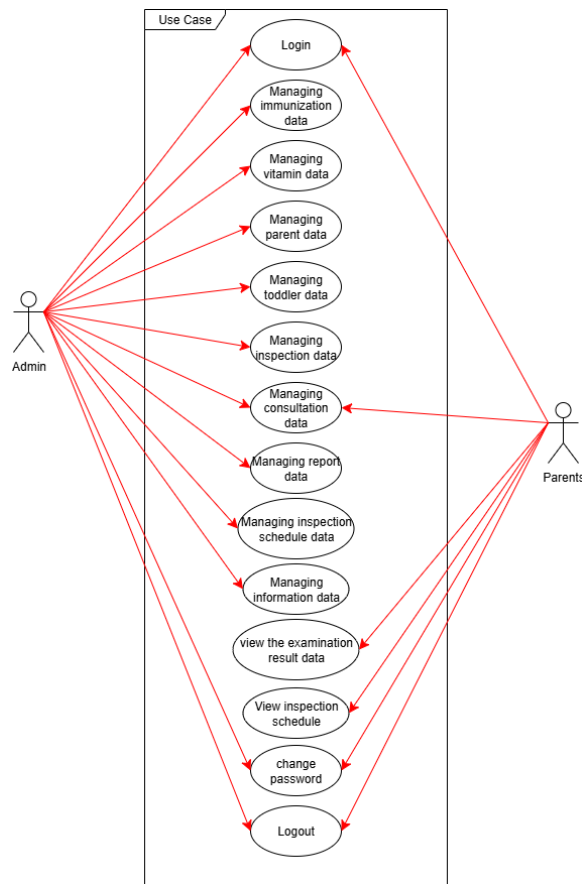 Use Case
Login
Managing
immunization
data
Managing
vitamin data
Managing
parent data
Managing
toddler data
Managing
inspection data
Admin
Managing
consultation
data
Parents
Managing report
data
Managing inspection
schedule data
Managing
information data
view the examination
result data
View inspection
schedule
change
password
Logout